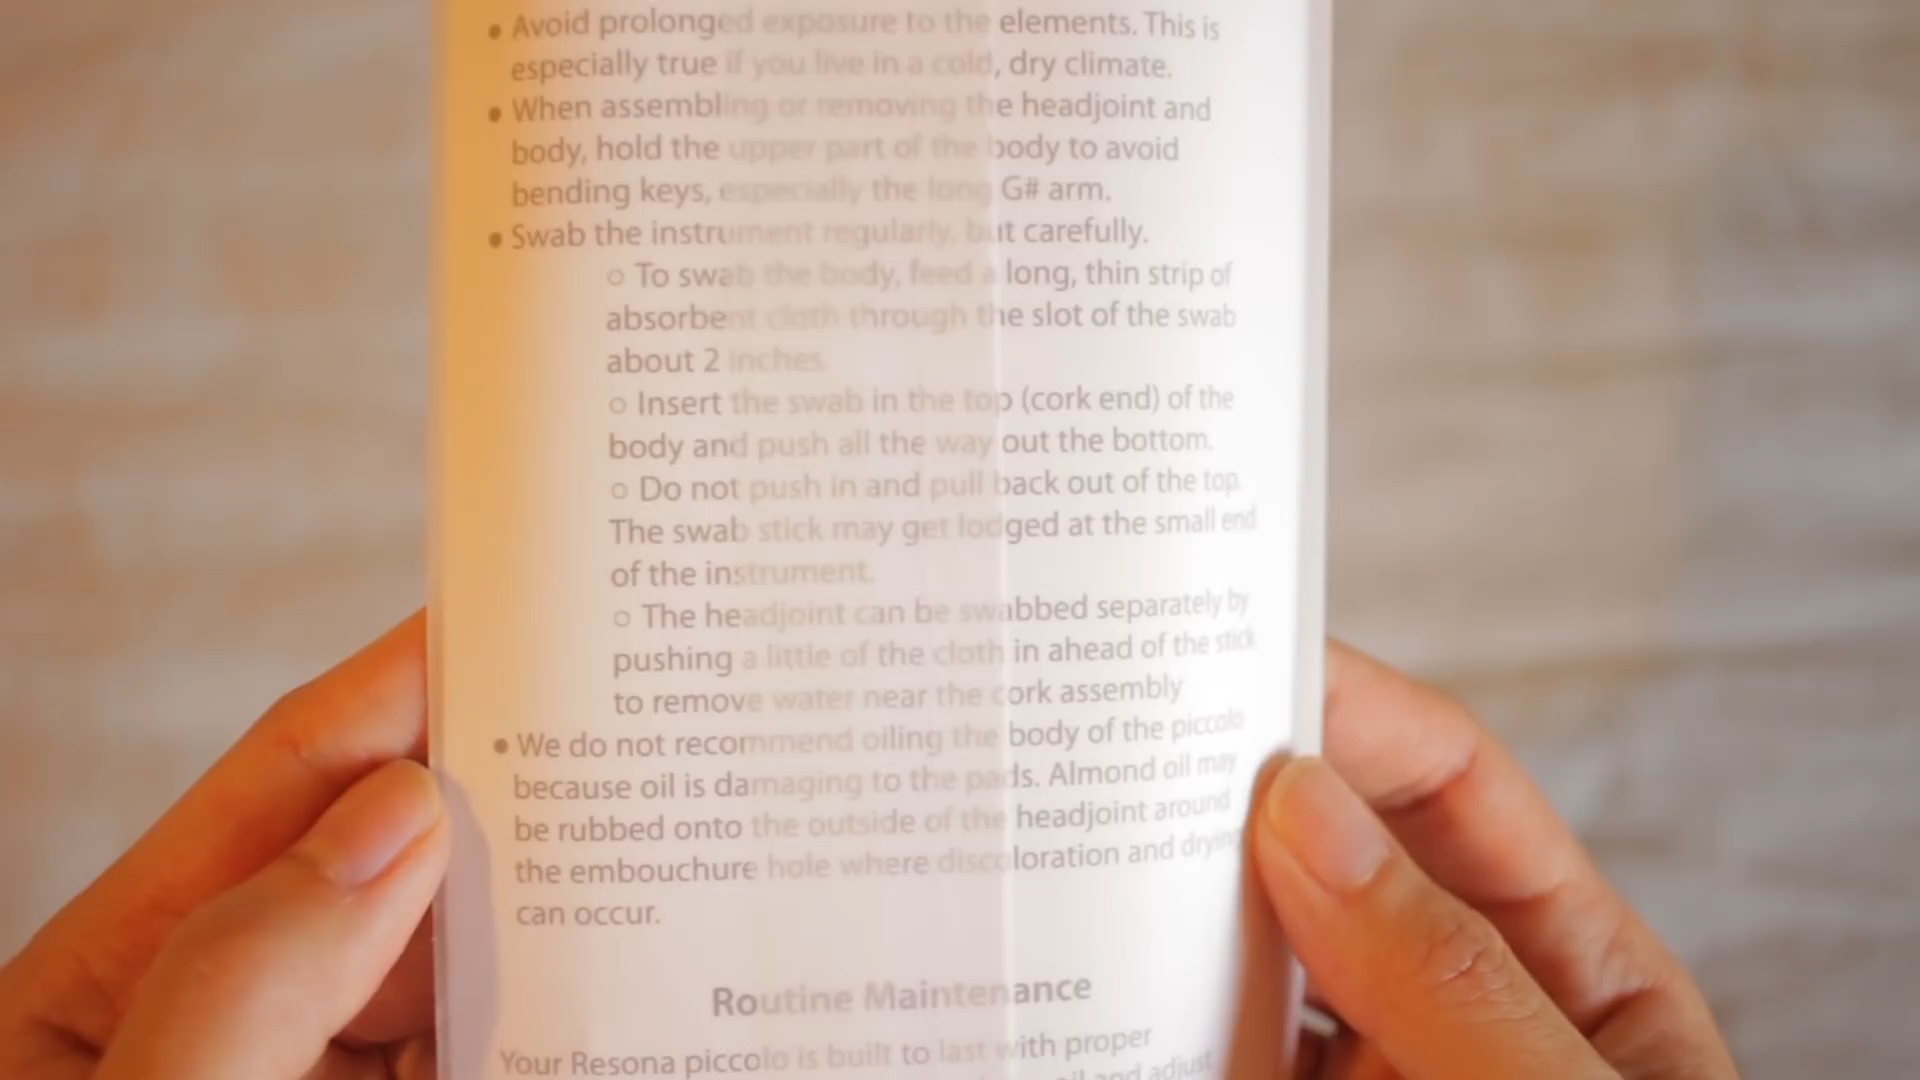 • Avoid prolonged exposure to the elements. This is
especially true if you live in a cold, dry climate.
• When assembling or removing the headjoint and
body, hold the upper part of the body to avoid
bending keys, especially the long G# arm.
• Swab the instrument regularly, but carefully.
○ To swab the body, feed a long, thin strip of
absorbent cloth through the slot of the swab
about 2 inches.
○ Insert the swab in the top (cork end) of the
body and push all the way out the bottom.
○ Do not push in and pull back out of the top.
The swab stick may get lodged at the small end
of the instrument.
○ The headjoint can be swabbed separately by
pushing a little of the cloth in ahead of the stick
to remove water near the cork assembly
• We do not recommend oiling the body of the piccolo
because oil is damaging to the pads. Almond oil may
be rubbed onto the outside of the headjoint around
the embouchure hole where discoloration and drying
can occur.
Routine Maintenance
Your Resona piccolo is built to last with proper
oil and adjust